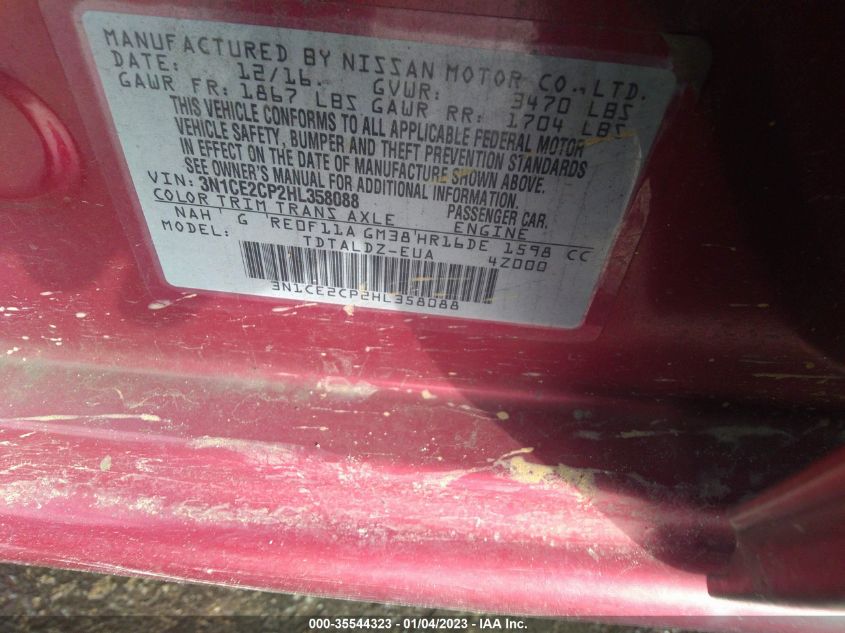 MANUFACTURED BY NISSAN MOTOR CO., LTD.
DATE: 12/16. GVWR: 3470 LBS
GAWR FR: 1867 LBS GAWR RR: 1704 LBS
THIS VEHICLE CONFORMS TO ALL APPLICABLE FEDERAL MOTOR
VEHICLE SAFETY, BUMPER AND THEFT PREVENTION STANDARDS
IN EFFECT ON THE DATE OF MANUFACTURE SHOWN ABOVE.
SEE OWNER'S MANUAL FOR ADDITIONAL INFORMATION.
VIN: 3N1CE2CP2HL358088 PASSENGER CAR.
COLOR TRIM TRANS AXLE ENGINE
NAH G RE0F11A GM38 HR16DE 1598 CC
MODEL: TDTALDZ-EUA 4Z000
3N1CE2CP2HL358088
000-35544323 — 01/04/2023 — IAA Inc.